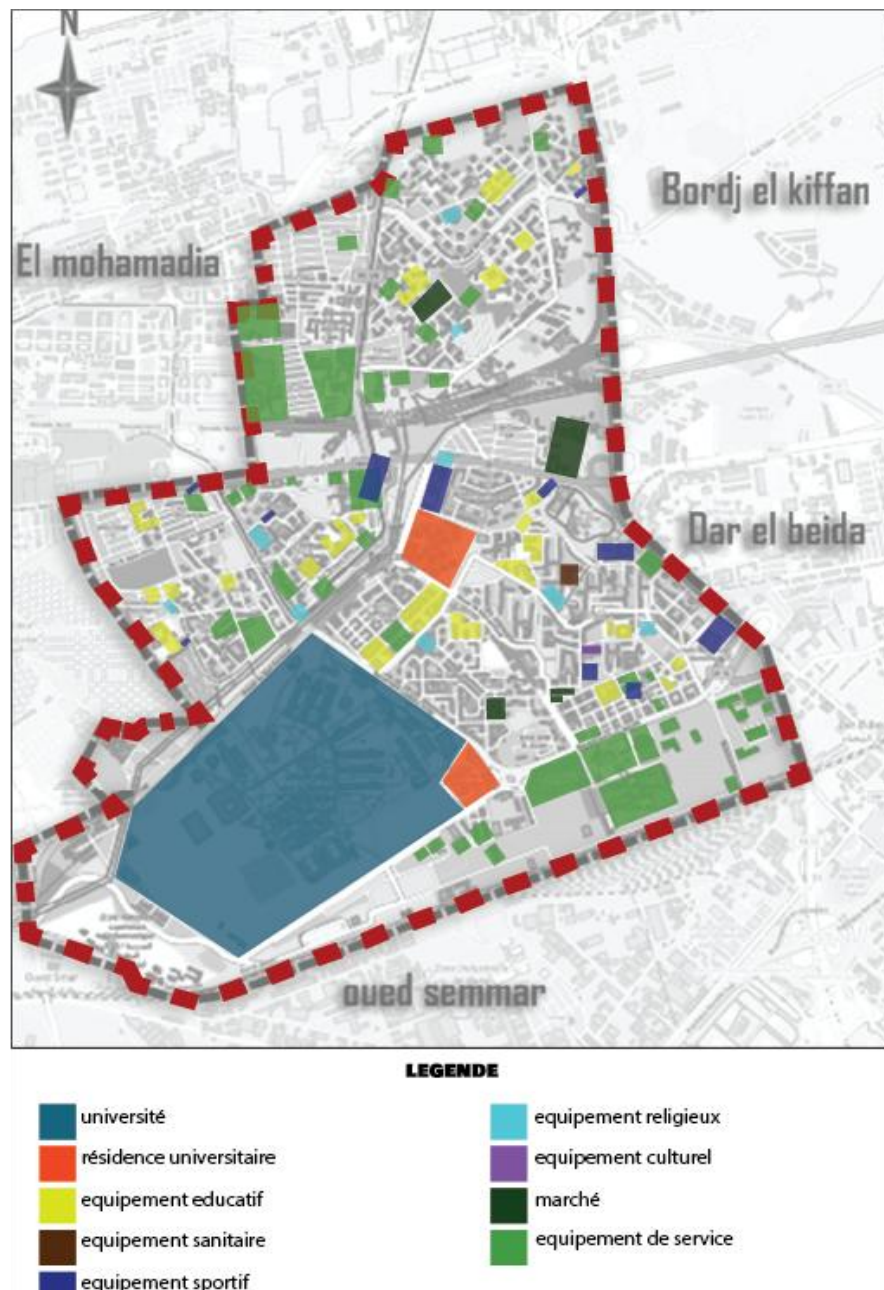 N
Bordj el kiffan
El mohamadia
Dar el beida
oued semmar
LEGENDE
université
résidence universitaire
equipement educatif
equipement sanitaire
equipement sportif
equipement religieux
equipement culturel
marché
equipement de service